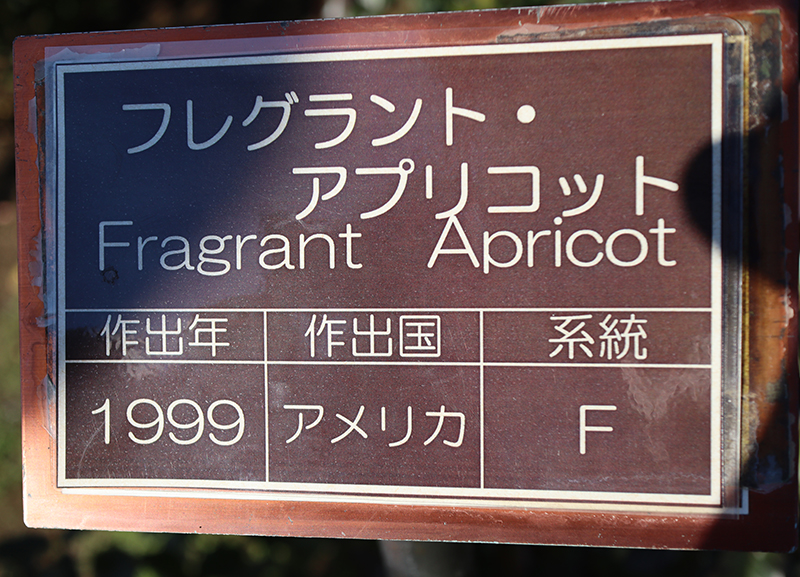 フレグラント・
アプリコット
Fragrant Apricot
作出年 作出国 系統
1999 アメリカ F